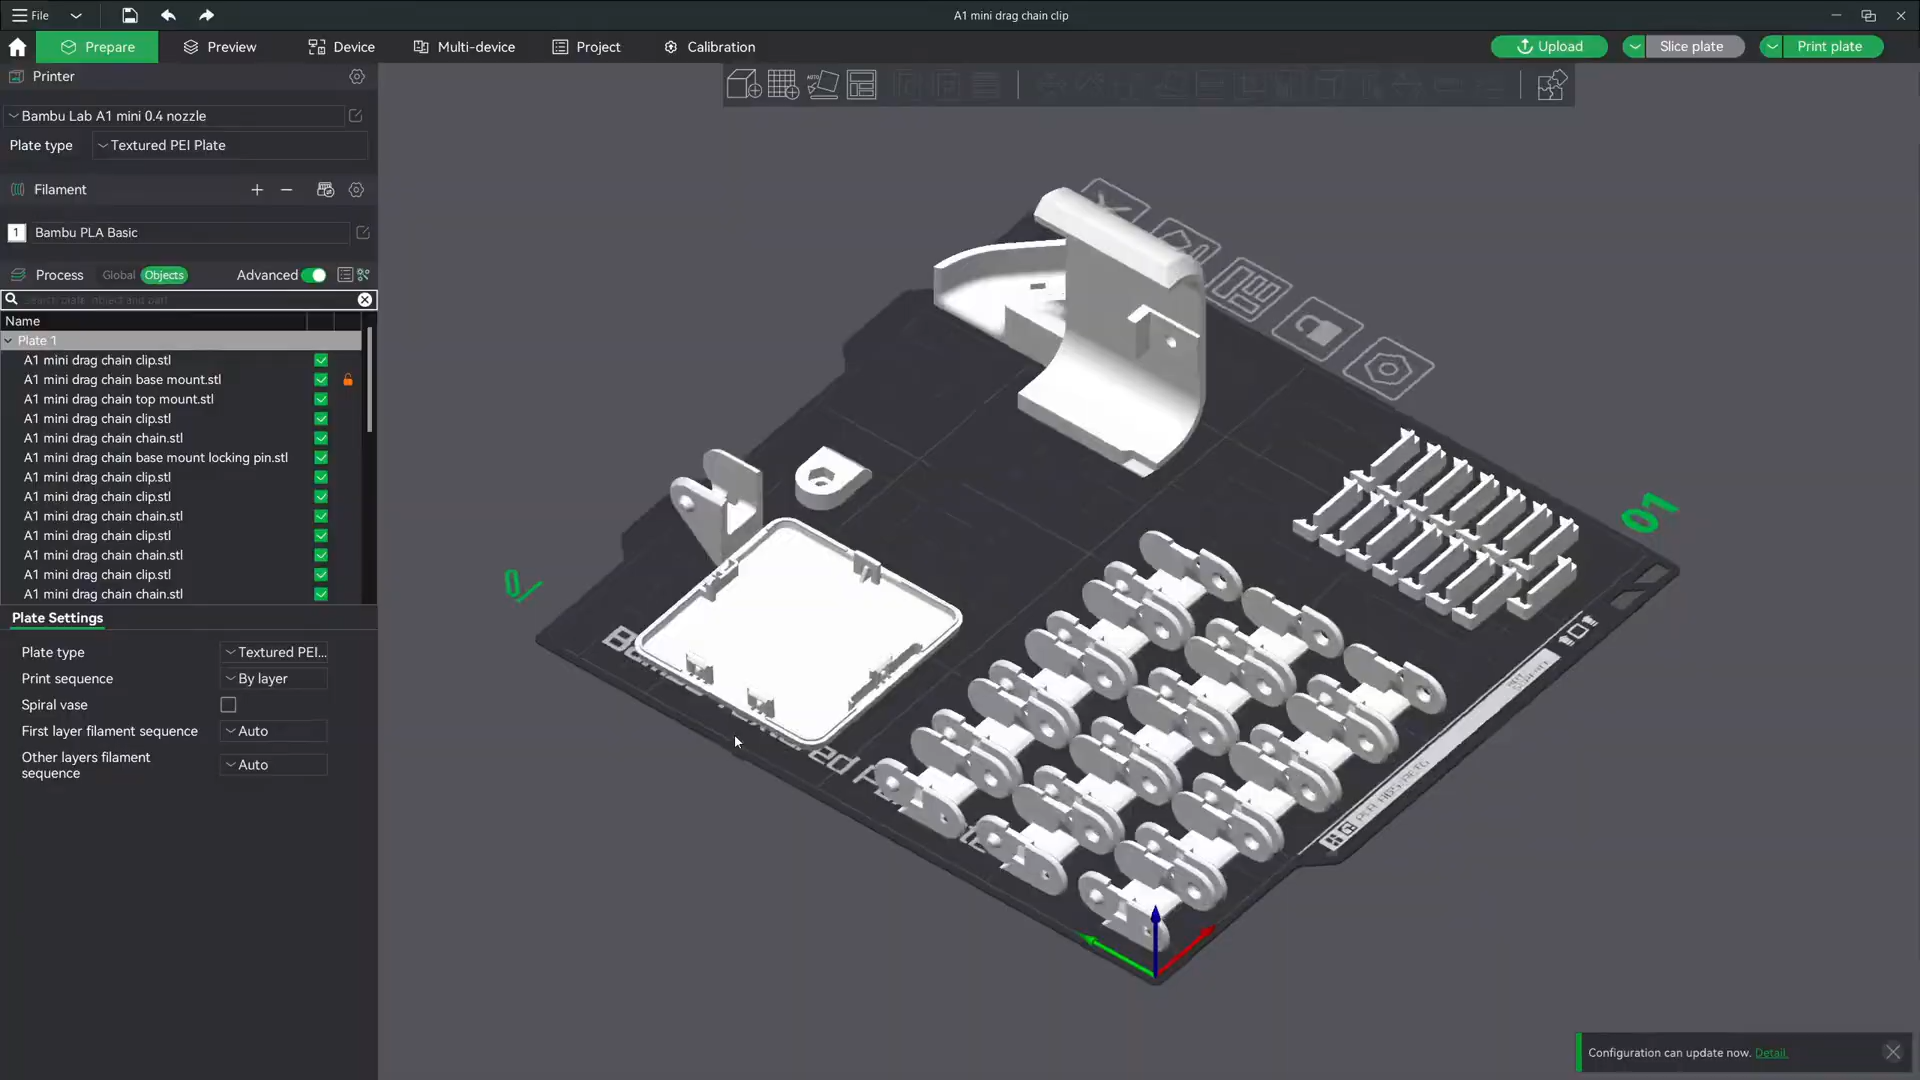 File
A1 mini drag chain clip
Prepare
Preview
Device
Multi-device
Project
Calibration
Upload
Slice plate
Print plate
Printer
Bambu Lab A1 mini 0.4 nozzle
Plate type
Textured PEI Plate
Filament
1
Bambu PLA Basic
Process
Global
Objects
Advanced
Search plate, object and part.
Name
Plate 1
A1 mini drag chain clip.stl
A1 mini drag chain base mount.stl
A1 mini drag chain top mount.stl
A1 mini drag chain clip.stl
A1 mini drag chain chain.stl
A1 mini drag chain base mount locking pin.stl
A1 mini drag chain clip.stl
A1 mini drag chain clip.stl
A1 mini drag chain chain.stl
A1 mini drag chain clip.stl
A1 mini drag chain chain.stl
A1 mini drag chain clip.stl
A1 mini drag chain chain.stl
Plate Settings
Plate type
Textured PEI...
Print sequence
By layer
Spiral vase
First layer filament sequence
Auto
Other layers filament
sequence
Auto
01
Configuration can update now. Detail.